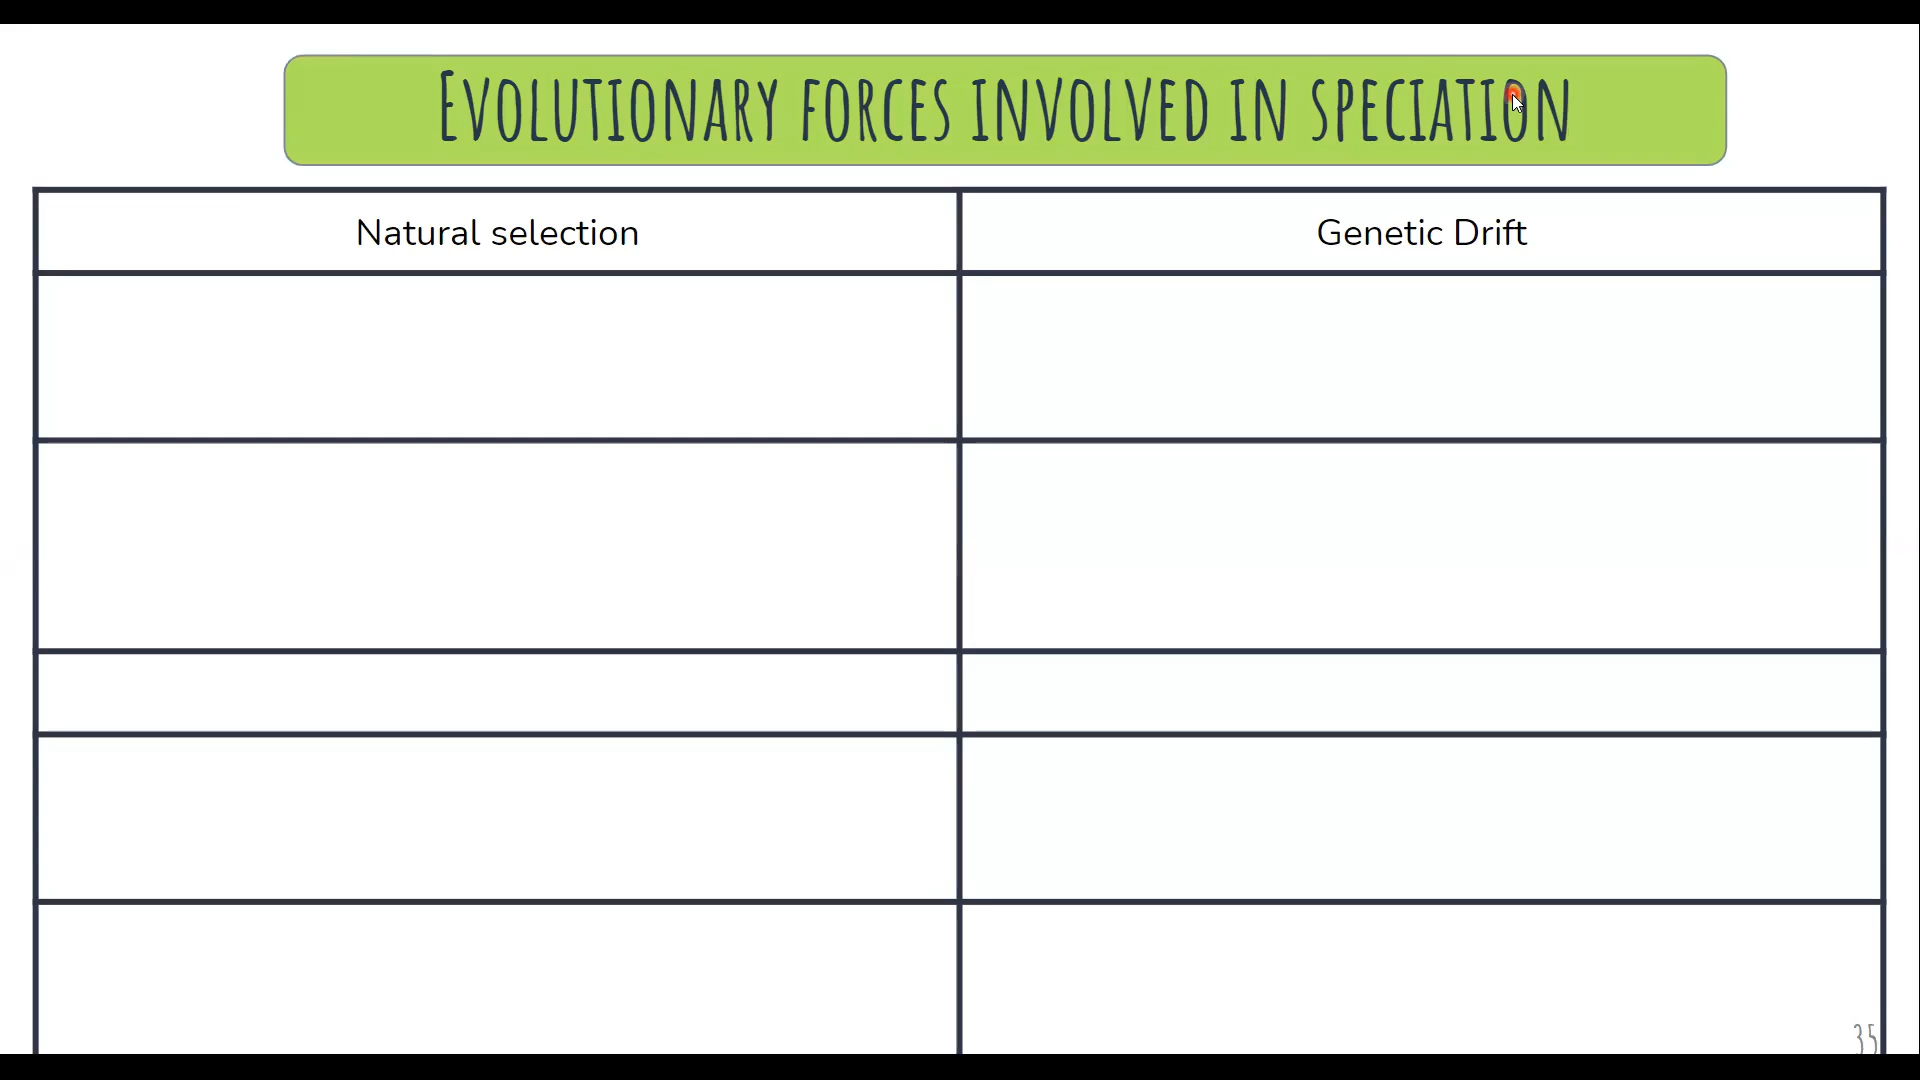 Evolutionary forces involved in speciation
Natural selection
Genetic Drift
35